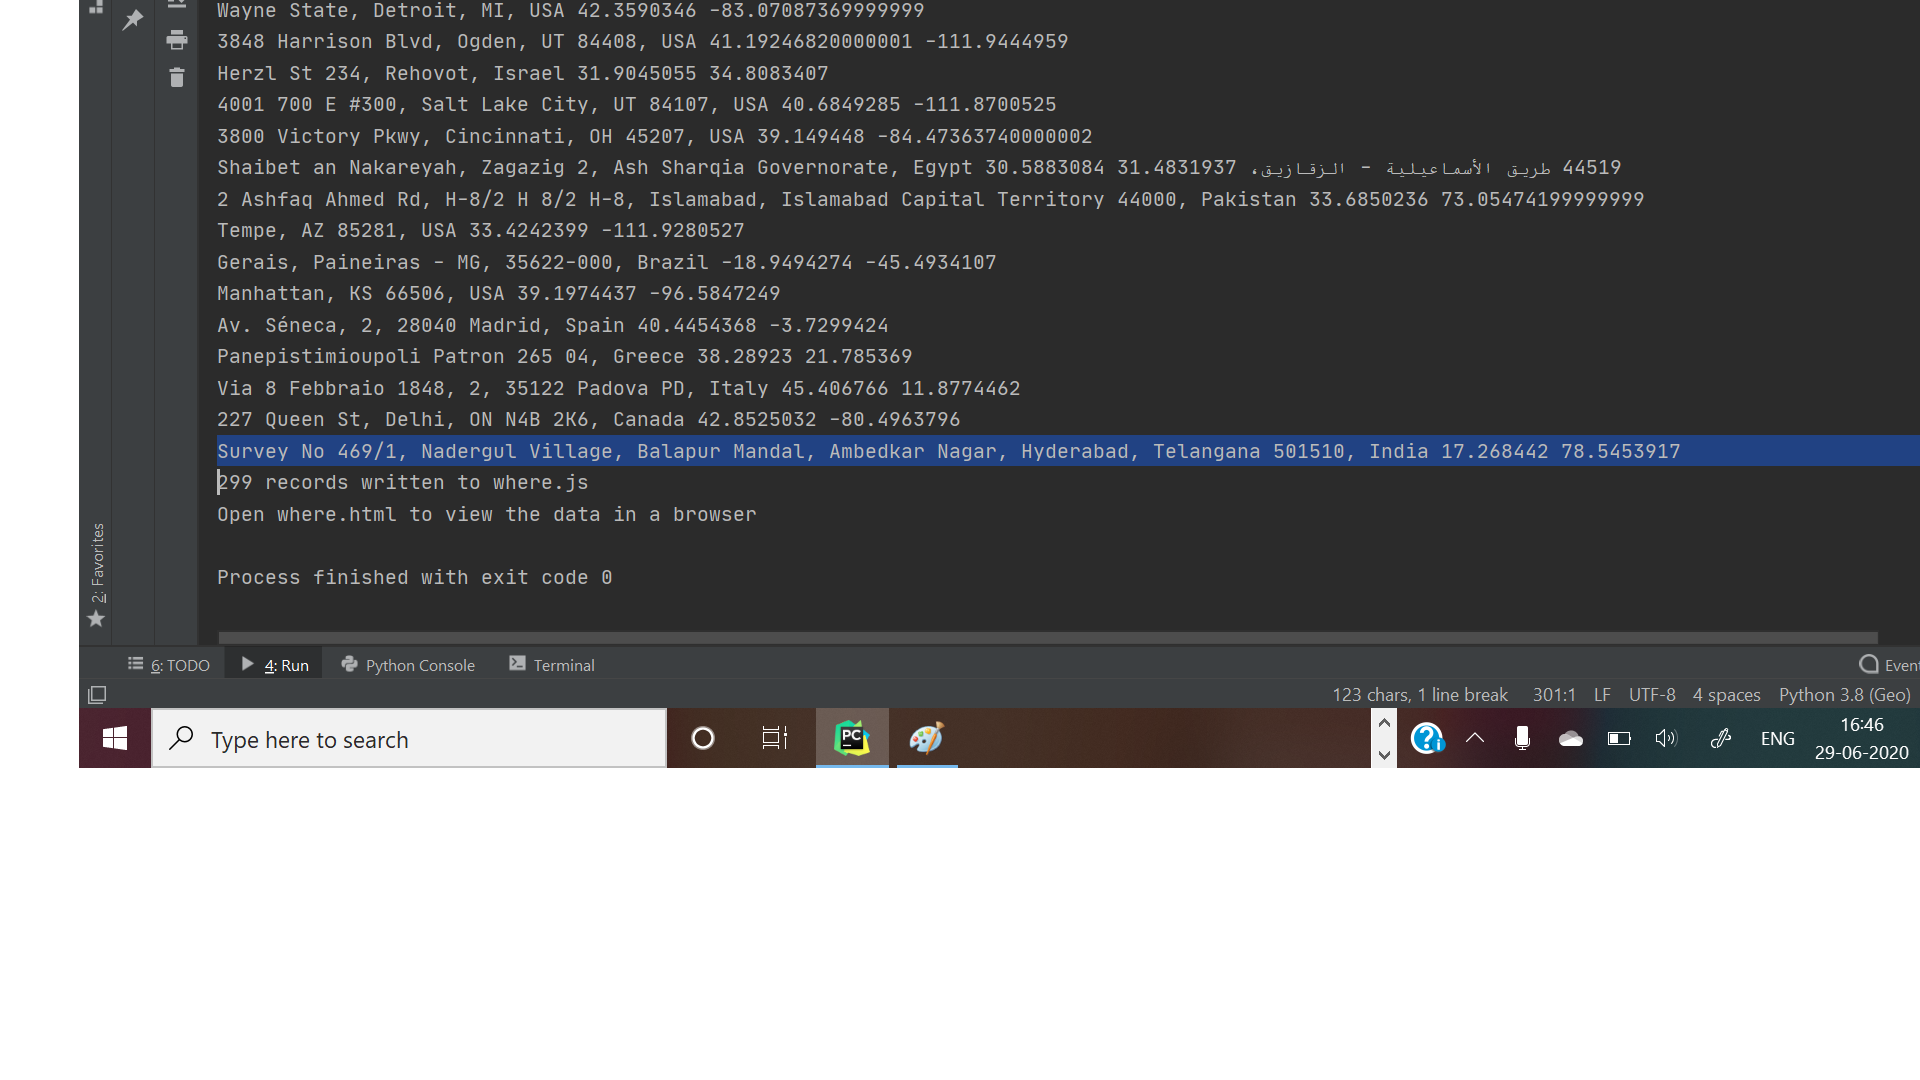 Wayne State, Detroit, MI, USA 42.3590346 -83.07087369999999
3848 Harrison Blvd, Ogden, UT 84408, USA 41.19246820000001 -111.9444959
Herzl St 234, Rehovot, Israel 31.9045055 34.8083407
4001 700 E #300, Salt Lake City, UT 84107, USA 40.6849285 -111.8700525
3800 Victory Pkwy, Cincinnati, OH 45207, USA 39.149448 -84.47363740000002
Shaibet an Nakareyah, Zagazig 2, Ash Sharqia Governorate, Egypt 30.5883084 31.4831937 ،طريق الأسماعيلية - الزقازيق 44519
2 Ashfaq Ahmed Rd, H-8/2 H 8/2 H-8, Islamabad, Islamabad Capital Territory 44000, Pakistan 33.6850236 73.05474199999999
Tempe, AZ 85281, USA 33.4242399 -111.9280527
Gerais, Paineiras - MG, 35622-000, Brazil -18.9494274 -45.4934107
Manhattan, KS 66506, USA 39.1974437 -96.5847249
Av. Séneca, 2, 28040 Madrid, Spain 40.4454368 -3.7299424
Panepistimioupoli Patron 265 04, Greece 38.28923 21.785369
Via 8 Febbraio 1848, 2, 35122 Padova PD, Italy 45.406766 11.8774462
227 Queen St, Delhi, ON N4B 2K6, Canada 42.8525032 -80.4963796
Survey No 469/1, Nadergul Village, Balapur Mandal, Ambedkar Nagar, Hyderabad, Telangana 501510, India 17.268442 78.5453917
299 records written to where.js
Open where.html to view the data in a browser
Process finished with exit code 0
2: Favorites
6: TODO 4: Run Python Console Terminal Event
123 chars, 1 line break 301:1 LF UTF-8 4 spaces Python 3.8 (Geo)
Type here to search PC ENG 16:46
29-06-2020